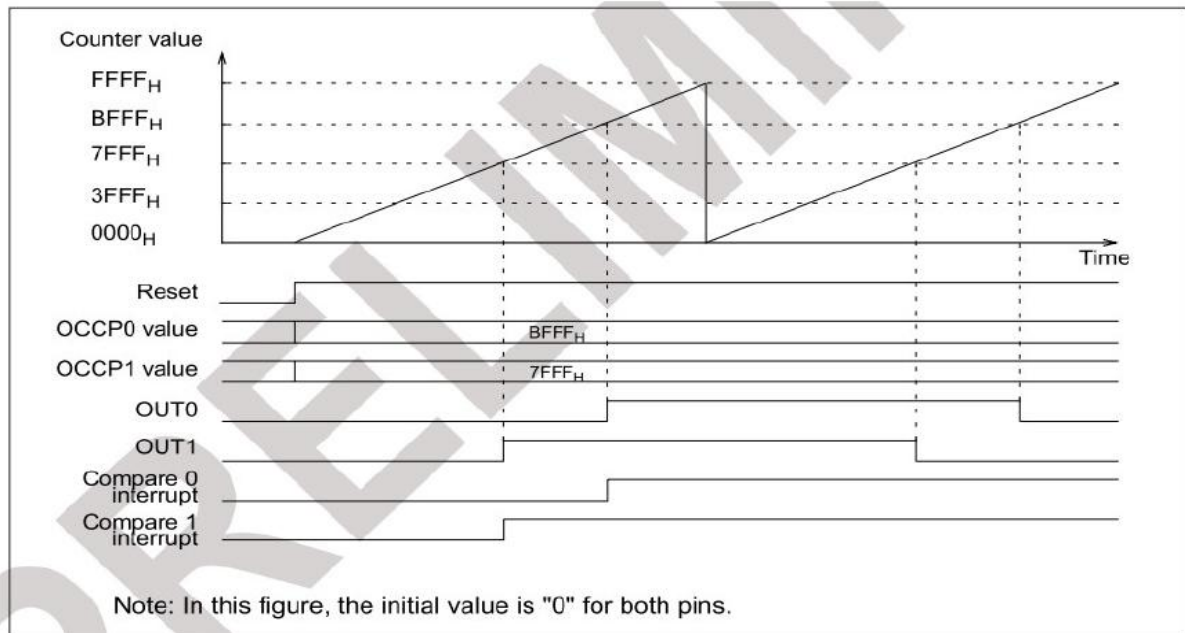 Counter value
FFFFH
BFFFH
7FFFH
3FFFH
0000H
Time
Reset
OCCP0 value
BFFFH
OCCP1 value
7FFFH
OUT0
OUT1
Compare 0
interrupt
Compare 1
interrupt
Note: In this figure, the initial value is "0" for both pins.
PRELIMI